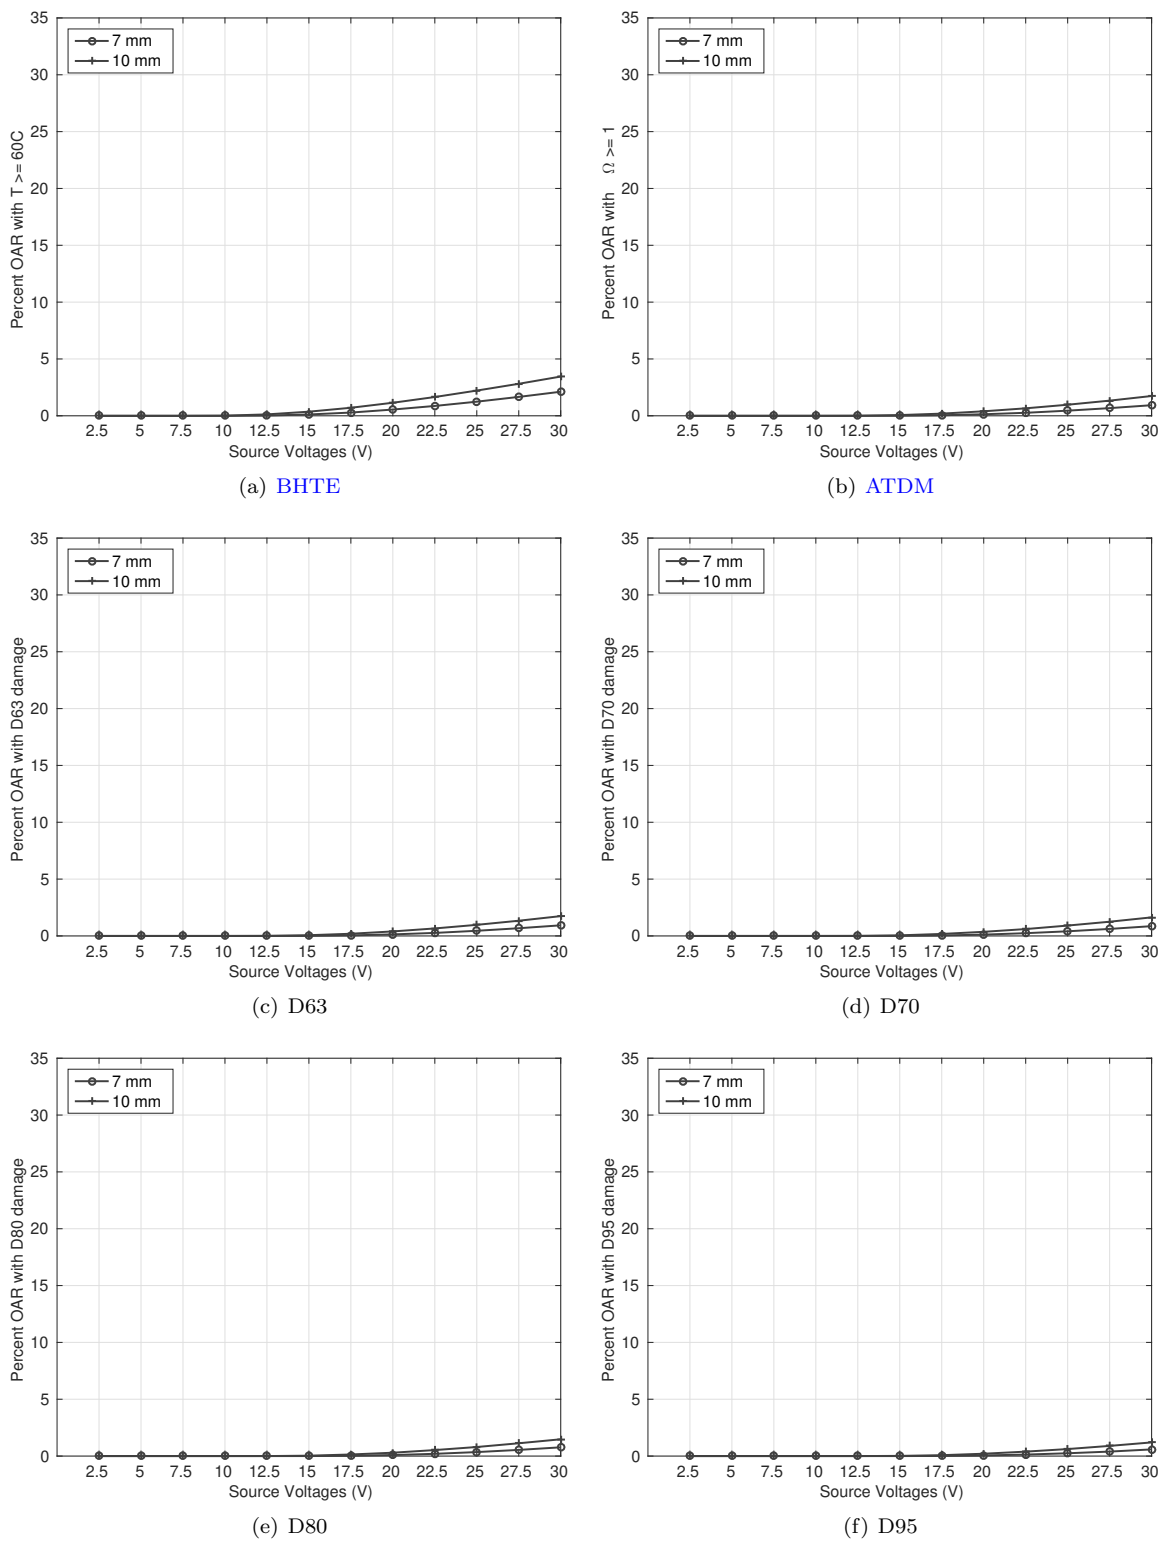 35
30
25
20
15
10
5
0
7 mm
10 mm
Percent OAR with T >= 60C
2.5 5 7.5 10 12.5 15 17.5 20 22.5 25 27.5 30
Source Voltages (V)
(a) BHTE
35
30
25
20
15
10
5
0
7 mm
10 mm
Percent OAR with Ω >= 1
2.5 5 7.5 10 12.5 15 17.5 20 22.5 25 27.5 30
Source Voltages (V)
(b) ATDM
35
30
25
20
15
10
5
0
7 mm
10 mm
Percent OAR with D63 damage
2.5 5 7.5 10 12.5 15 17.5 20 22.5 25 27.5 30
Source Voltages (V)
(c) D63
35
30
25
20
15
10
5
0
7 mm
10 mm
Percent OAR with D70 damage
2.5 5 7.5 10 12.5 15 17.5 20 22.5 25 27.5 30
Source Voltages (V)
(d) D70
35
30
25
20
15
10
5
0
7 mm
10 mm
Percent OAR with D80 damage
2.5 5 7.5 10 12.5 15 17.5 20 22.5 25 27.5 30
Source Voltages (V)
(e) D80
35
30
25
20
15
10
5
0
7 mm
10 mm
Percent OAR with D95 damage
2.5 5 7.5 10 12.5 15 17.5 20 22.5 25 27.5 30
Source Voltages (V)
(f) D95